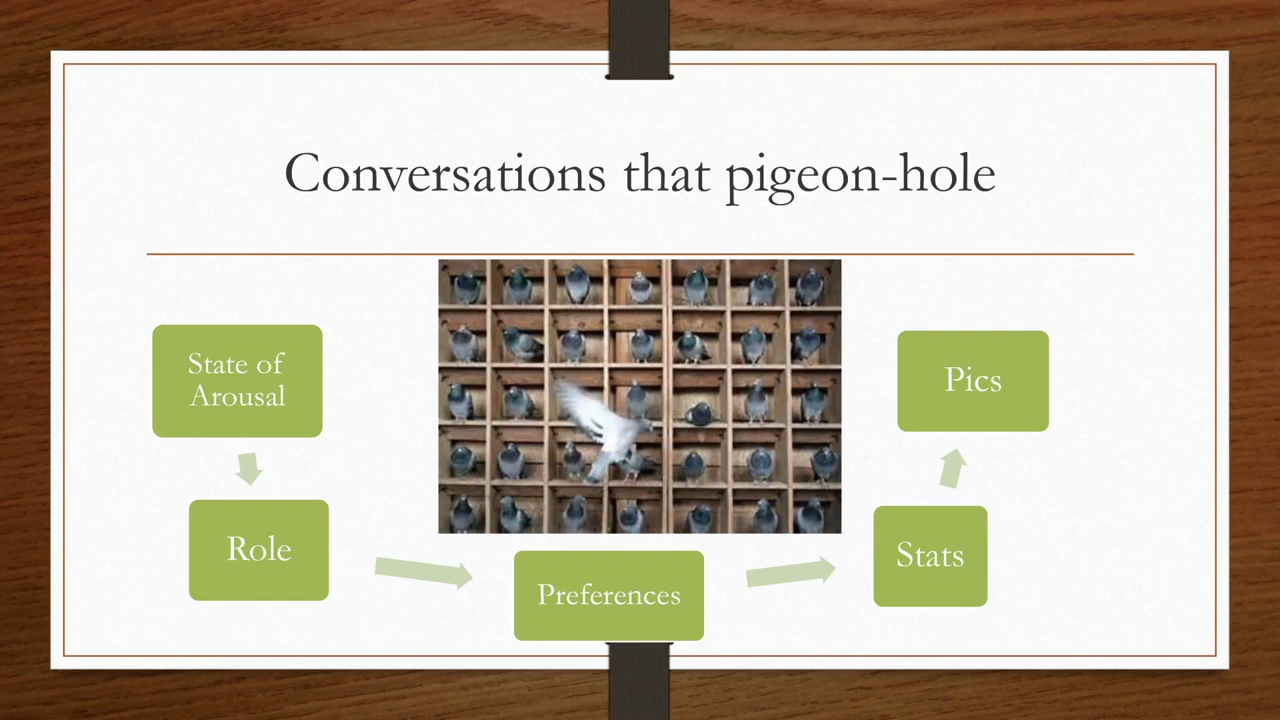 Conversations that pigeon-hole
State of
Arousal
Role
Preferences
Stats
Pics